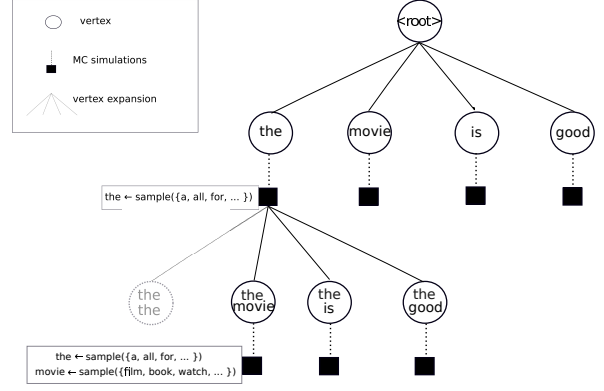 <root>
vertex
MC simulations
vertex expansion
the
movie
is
good
the ← sample({a, all, for, ... })
the
the
the
movie
the
is
the
good
the ← sample({a, all, for, ... })
movie ← sample({film, book, watch, ... })